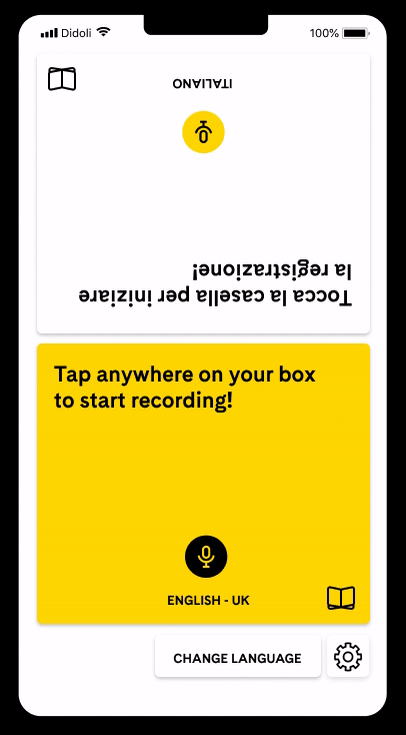 Didoli
100%
ITALIANO
Tocca la casella per iniziare
la registrazione!
Tap anywhere on your box
to start recording!
ENGLISH - UK
CHANGE LANGUAGE